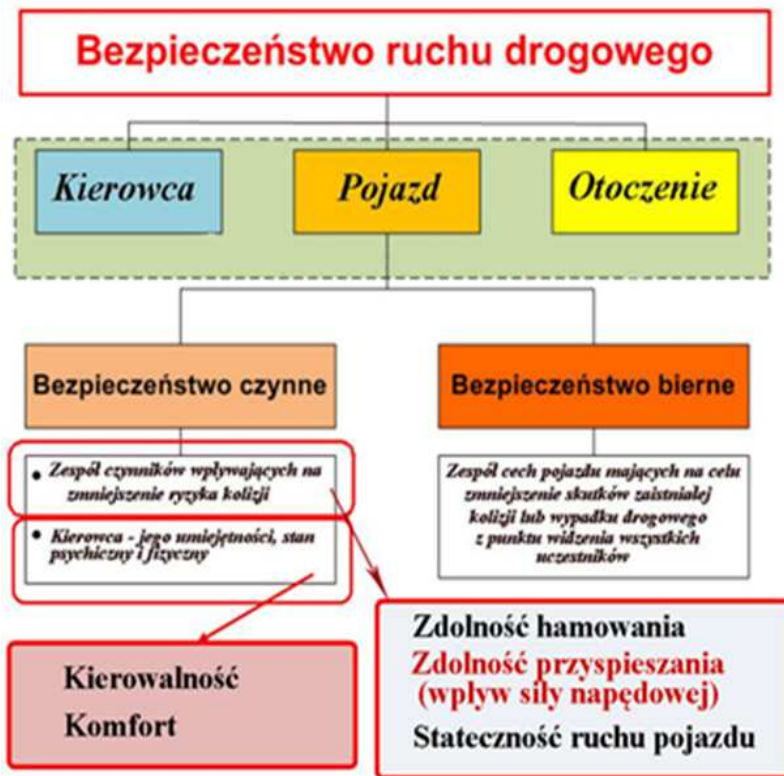 Bezpieczeństwo ruchu drogowego
Kierowca
Pojazd
Otoczenie
Bezpieczeństwo czynne
• Zespół czynników wpływających na
zmniejszenie ryzyka kolizji
• Kierowca - jego umiejętności, stan
psychiczny i fizyczny
Bezpieczeństwo bierne
Zespół cech pojazdu mających na celu
zmniejszenie skutków zaistniałej
kolizji lub wypadku drogowego
z punktu widzenia wszystkich
uczestników
Kierowalność
Komfort
Zdolność hamowania
Zdolność przyspieszania
(wpływ siły napędowej)
Stateczność ruchu pojazdu